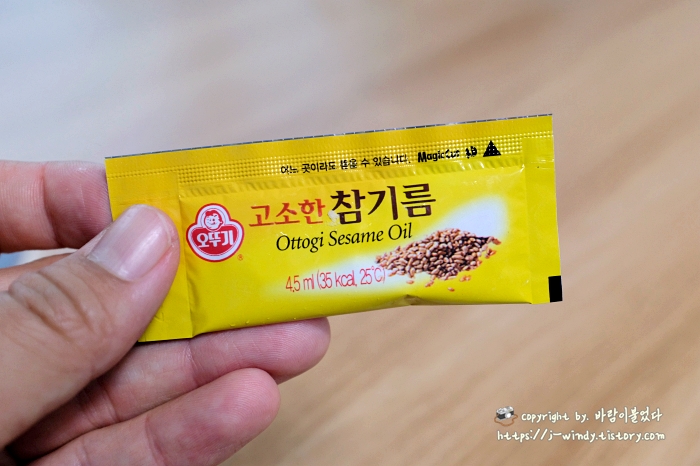 어느 곳이라도 뜯을 수 있습니다. MagicCut
오뚜기
®
고소한 참기름
Ottogi Sesame Oil
4.5 ml (35 kcal, 25℃)
copyright by. 바람이불었다
https://j-windy.tistory.com